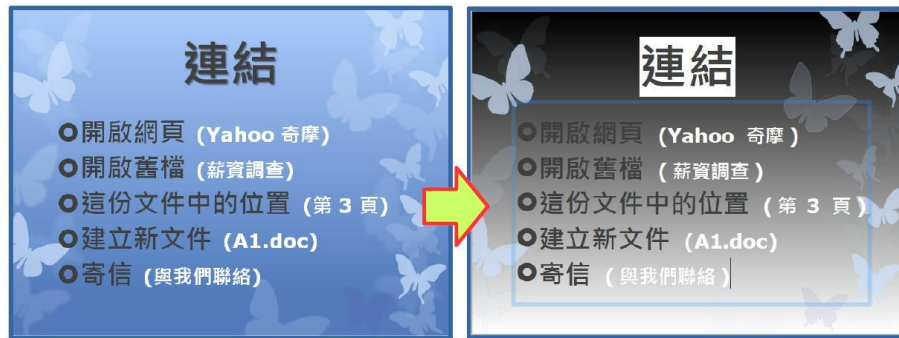 連結
開啟網頁 (Yahoo 奇摩)
開啟舊檔 (薪資調查)
這份文件中的位置 (第 3 頁)
建立新文件 (A1.doc)
寄信 (與我們聯絡)
連結
開啟網頁 (Yahoo 奇摩 )
開啟舊檔 ( 薪資調查 )
這份文件中的位置 ( 第 3 頁 )
建立新文件 (A1.doc)
寄信 ( 與我們聯絡 )